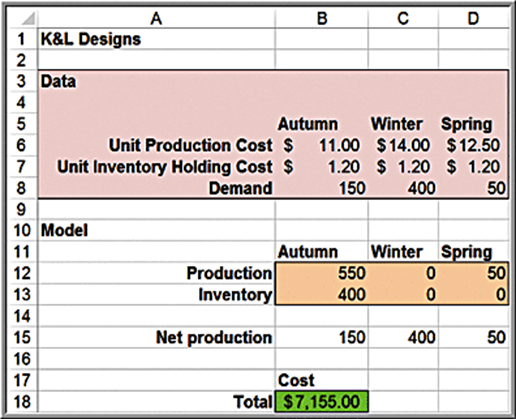 A B C D
1 K&L Designs
2
3 Data
4
5 Autumn Winter Spring
6 Unit Production Cost $ 11.00 $14.00 $12.50
7 Unit Inventory Holding Cost $ 1.20 $ 1.20 $ 1.20
8 Demand 150 400 50
9
10 Model
11 Autumn Winter Spring
12 Production 550 0 50
13 Inventory 400 0 0
14
15 Net production 150 400 50
16
17 Cost
18 Total $7,155.00